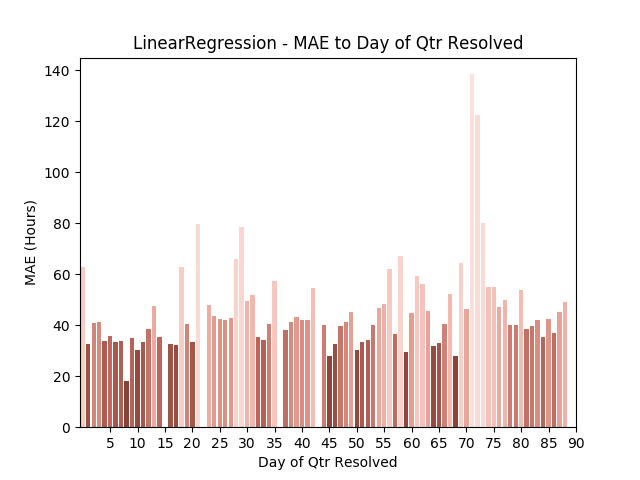 LinearRegression - MAE to Day of Qtr Resolved
140
120
100
80
60
40
20
0
MAE (Hours)
5 10 15 20 25 30 35 40 45 50 55 60 65 70 75 80 85 90
Day of Qtr Resolved